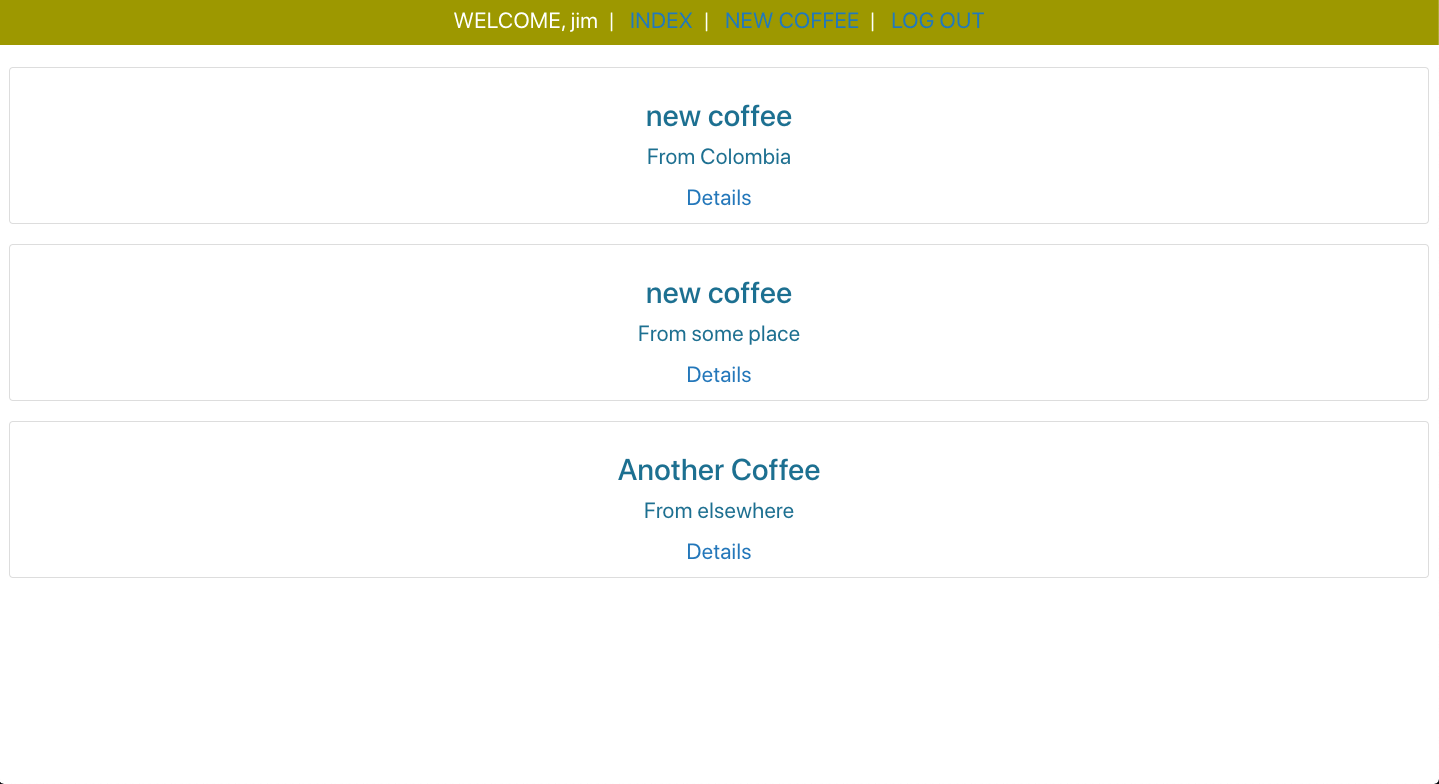 WELCOME, jim | INDEX | NEW COFFEE | LOG OUT
new coffee
From Colombia
Details
new coffee
From some place
Details
Another Coffee
From elsewhere
Details